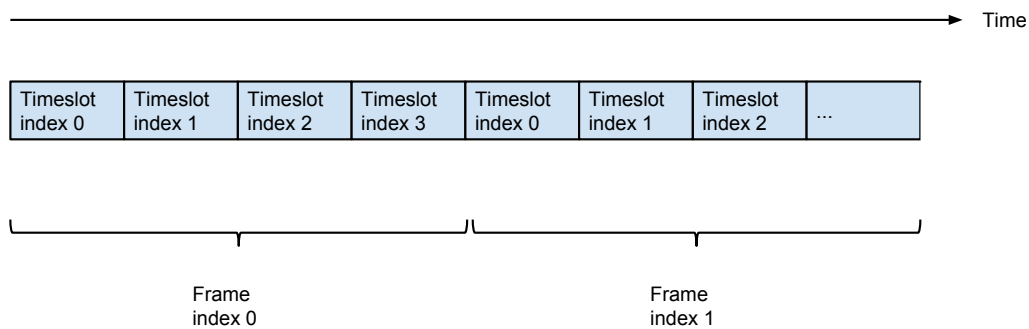 Time
Timeslot
index 0
Timeslot
index 1
Timeslot
index 2
Timeslot
index 3
Timeslot
index 0
Timeslot
index 1
Timeslot
index 2
...
Frame
index 0
Frame
index 1